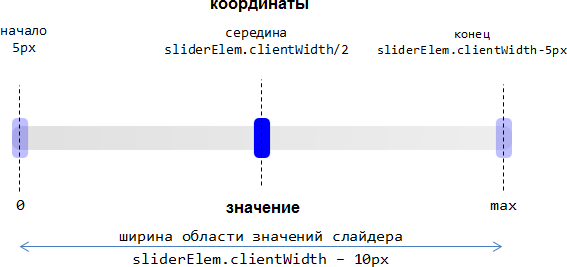 координаты
начало
5px
середина
sliderElem.clientWidth/2
конец
sliderElem.clientWidth-5px
0
значение
max
ширина области значений слайдера
sliderElem.clientWidth – 10px